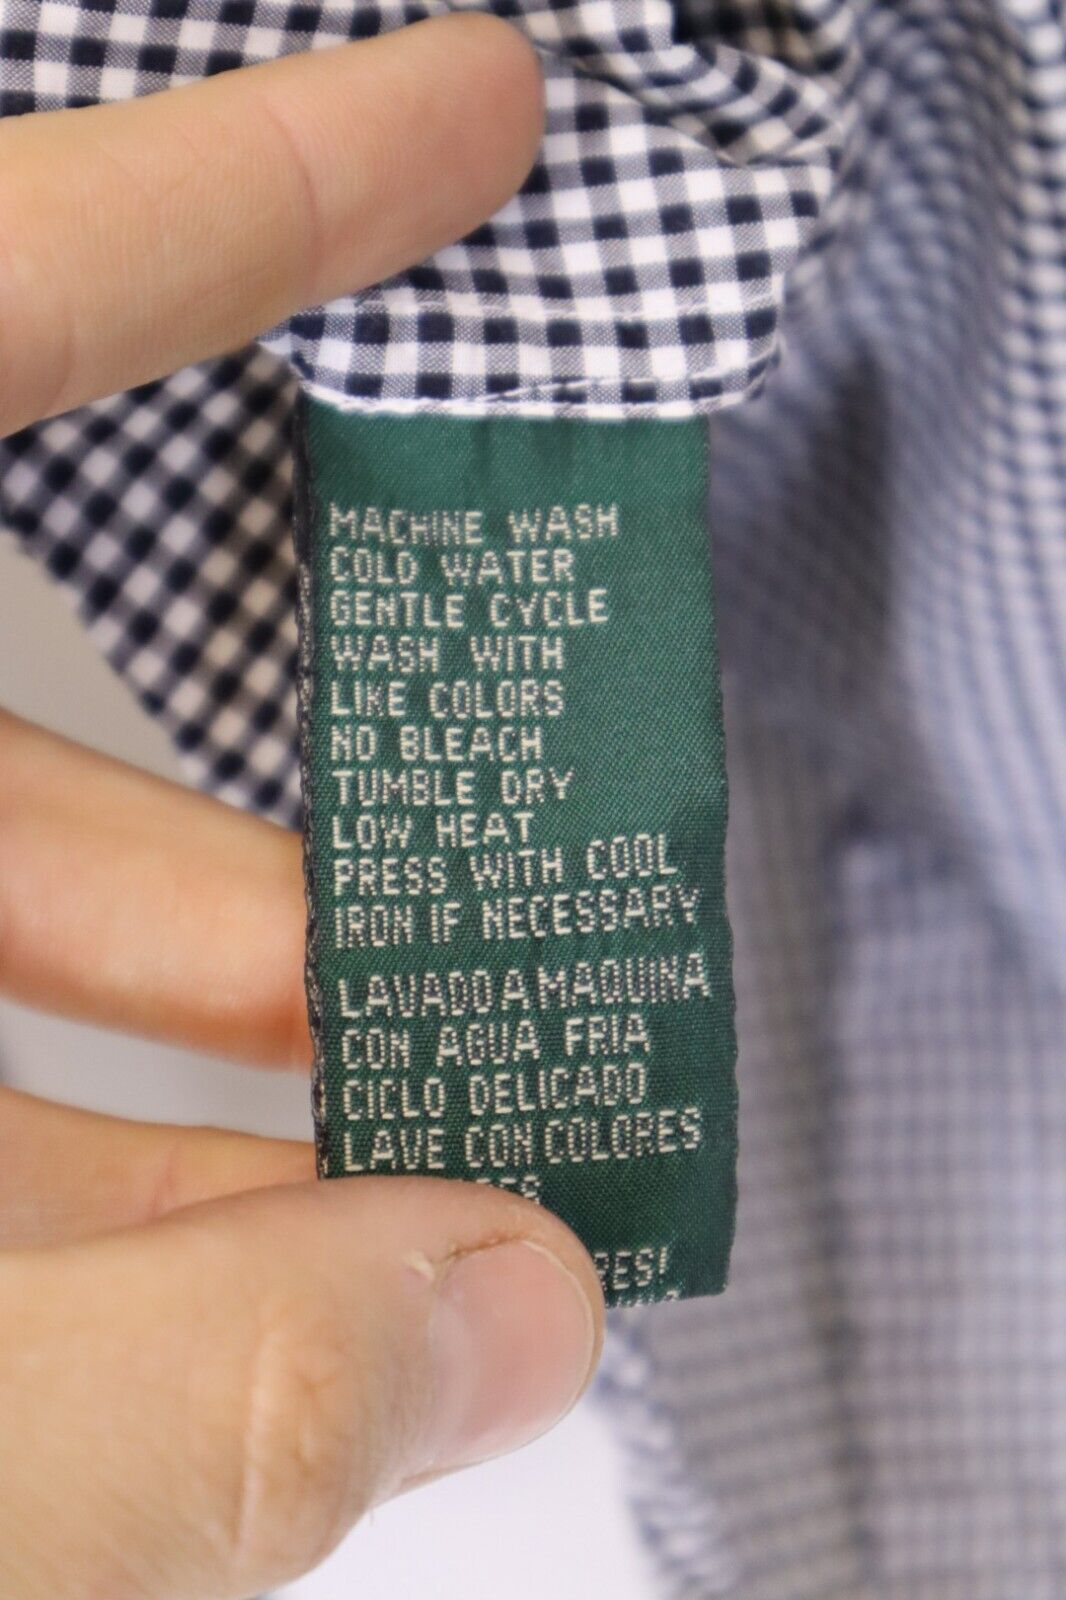 MACHINE WASH
COLD WATER
GENTLE CYCLE
WASH WITH
LIKE COLORS
NO BLEACH
TUMBLE DRY
LOW HEAT
PRESS WITH COOL
IRON IF NECESSARY
LAVADO A MAQUINA
CON AGUA FRIA
CICLO DELICADO
LAVE CON COLORES